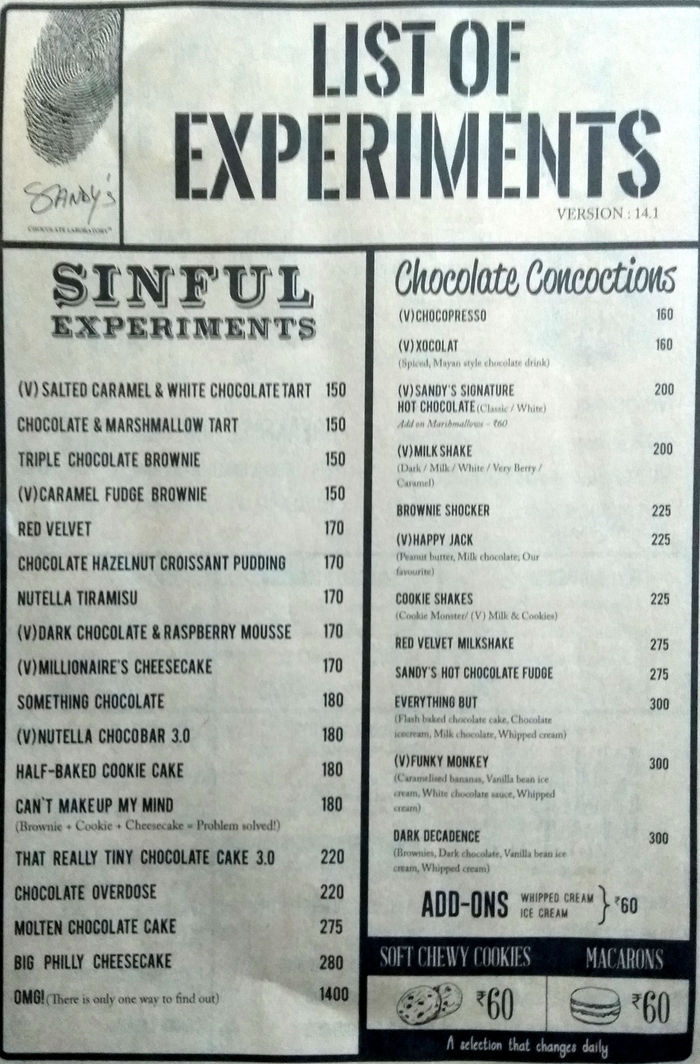 LIST OF
EXPERIMENTS
VERSION : 14.1
SANDY'S
CHOCOLATE LABORATORY™
SINFUL
EXPERIMENTS
(V) SALTED CARAMEL & WHITE CHOCOLATE TART 150
CHOCOLATE & MARSHMALLOW TART 150
TRIPLE CHOCOLATE BROWNIE 150
(V)CARAMEL FUDGE BROWNIE 150
RED VELVET 170
CHOCOLATE HAZELNUT CROISSANT PUDDING 170
NUTELLA TIRAMISU 170
(V)DARK CHOCOLATE & RASPBERRY MOUSSE 170
(V)MILLIONAIRE'S CHEESECAKE 170
SOMETHING CHOCOLATE 180
(V)NUTELLA CHOCOBAR 3.0 180
HALF-BAKED COOKIE CAKE 180
CAN'T MAKEUP MY MIND 180
(Brownie + Cookie + Cheesecake = Problem solved!)
THAT REALLY TINY CHOCOLATE CAKE 3.0 220
CHOCOLATE OVERDOSE 220
MOLTEN CHOCOLATE CAKE 275
BIG PHILLY CHEESECAKE 280
OMG! (There is only one way to find out) 1400
Chocolate Concoctions
(V)CHOCOPRESSO 160
(V)XOCOLAT 160
(Spiced, Mayan style chocolate drink)
(V)SANDY'S SIGNATURE 200
HOT CHOCOLATE (Classic / White)
Add on Marshmallows - ₹60
(V)MILK SHAKE 200
(Dark / Milk / White / Very Berry /
Caramel)
BROWNIE SHOCKER 225
(V)HAPPY JACK 225
(Peanut butter, Milk chocolate, Our
favourite)
COOKIE SHAKES 225
(Cookie Monster/ (V) Milk & Cookies)
RED VELVET MILKSHAKE 275
SANDY'S HOT CHOCOLATE FUDGE 275
EVERYTHING BUT 300
(Flash baked chocolate cake, Chocolate
icecream, Milk chocolate, Whipped cream)
(V)FUNKY MONKEY 300
(Caramelised bananas, Vanilla bean ice
cream, White chocolate sauce, Whipped
cream)
DARK DECADENCE 300
(Brownies, Dark chocolate, Vanilla bean ice
cream, Whipped cream)
ADD-ONS WHIPPED CREAM
ICE CREAM } ₹60
SOFT CHEWY COOKIES MACARONS
₹60 ₹60
A selection that changes daily